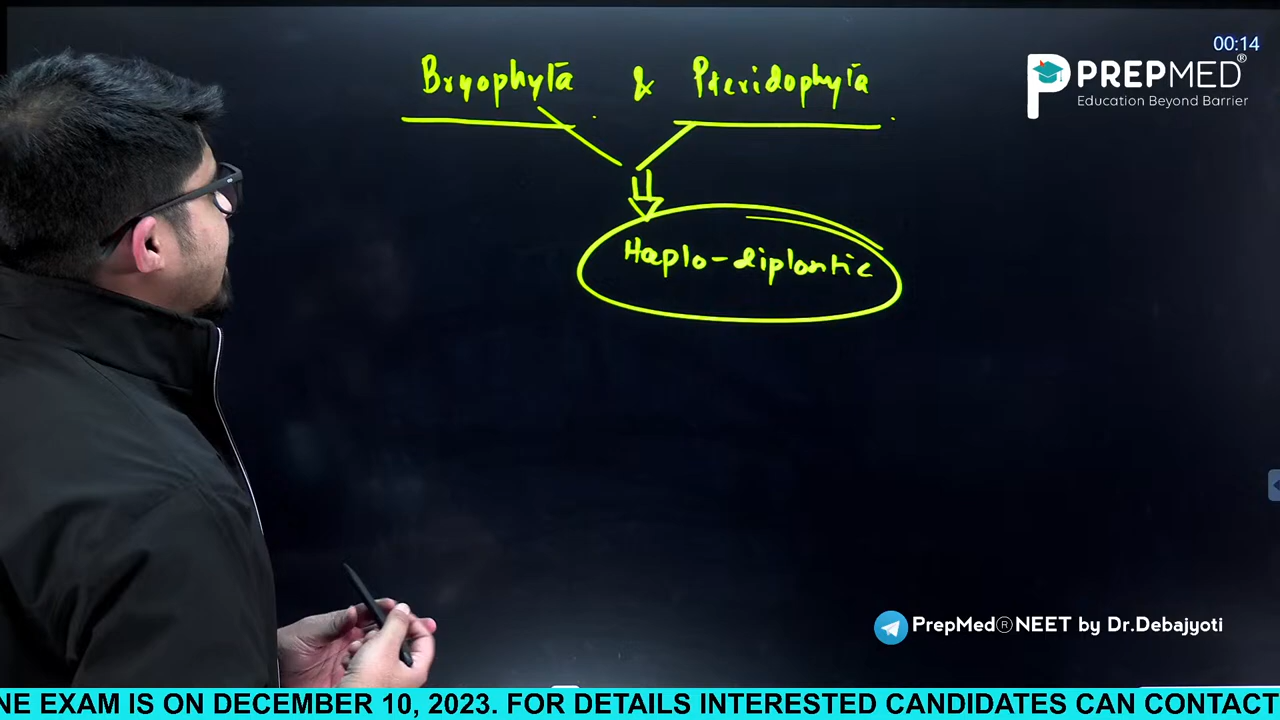 00:14
PREPMED®
Education Beyond Barrier
Bryophyta & Pteridophyta
Haplo-diplontic
PrepMed® NEET by Dr.Debajyoti
NE EXAM IS ON DECEMBER 10, 2023. FOR DETAILS INTERESTED CANDIDATES CAN CONTACT